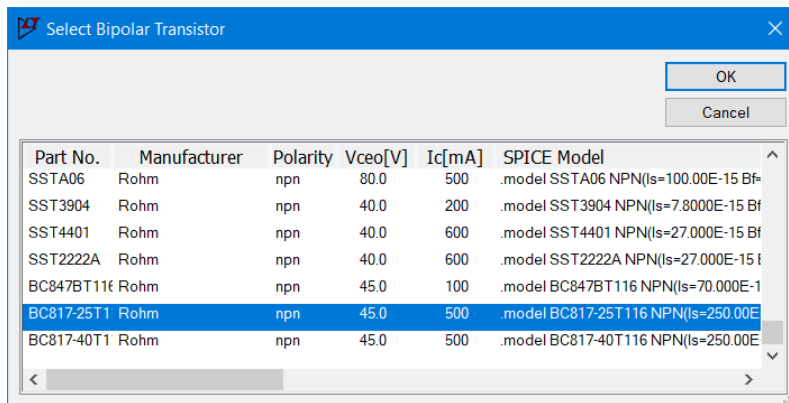 Select Bipolar Transistor
OK
Cancel
Part No. Manufacturer Polarity Vceo[V] Ic[mA] SPICE Model
SSTA06 Rohm npn 80.0 500 .model SSTA06 NPN(Is=100.00E-15 Bf=
SST3904 Rohm npn 40.0 200 .model SST3904 NPN(Is=7.8000E-15 Bf
SST4401 Rohm npn 40.0 600 .model SST4401 NPN(Is=27.000E-15 Bf
SST2222A Rohm npn 40.0 600 .model SST2222A NPN(Is=27.000E-15 B
BC847BT116 Rohm npn 45.0 100 .model BC847BT116 NPN(Is=70.000E-1
BC817-25T1 Rohm npn 45.0 500 .model BC817-25T116 NPN(Is=250.00E
BC817-40T1 Rohm npn 45.0 500 .model BC817-40T116 NPN(Is=250.00E